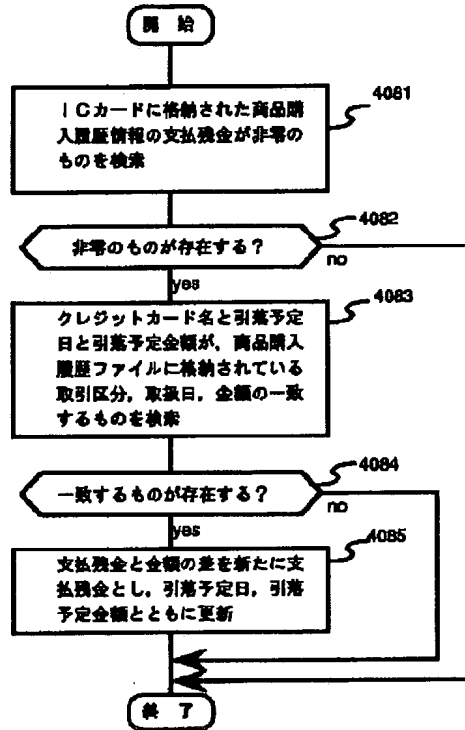 開 始
4081
ICカードに格納された商品購
入履歴情報の支払残金が非零の
ものを検索
4082
非零のものが存在する？
no
yes
4083
クレジットカード名と引落予定
日と引落予定金額が，商品購入
履歴ファイルに格納されている
取引区分，取扱日，金額の一致
するものを検索
4084
一致するものが存在する？
no
yes
4085
支払残金と金額の差を新たに支
払残金とし，引落予定日，引落
予定金額とともに更新
終 了